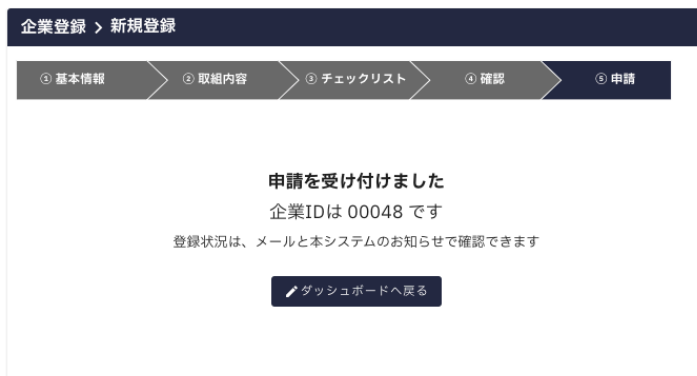 企業登録 > 新規登録
① 基本情報
② 取組内容
③ チェックリスト
④ 確認
⑤ 申請
申請を受け付けました
企業IDは 00048 です
登録状況は、メールと本システムのお知らせで確認できます
ダッシュボードへ戻る